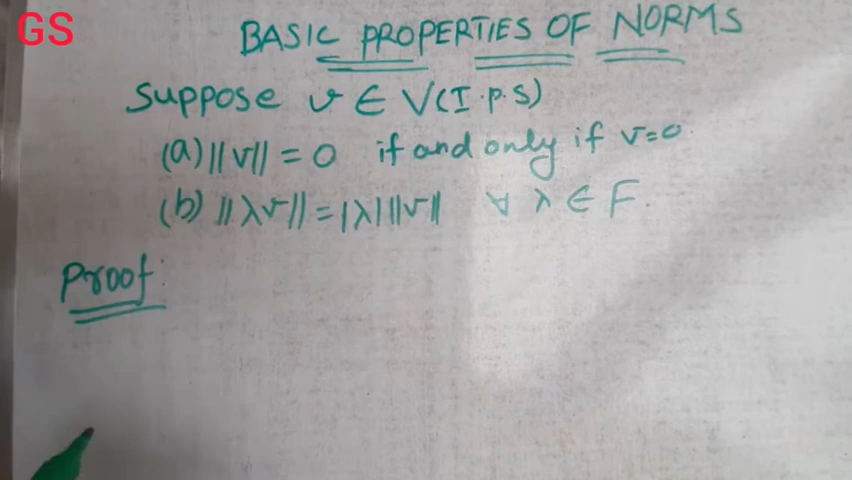 GS
BASIC PROPERTIES OF NORMS
Suppose v ∈ V(I.P.S)
(a) ||v|| = 0 if and only if v=0.
(b) ||λv|| = |λ| ||v|| ∀ λ ∈ F.
Proof: